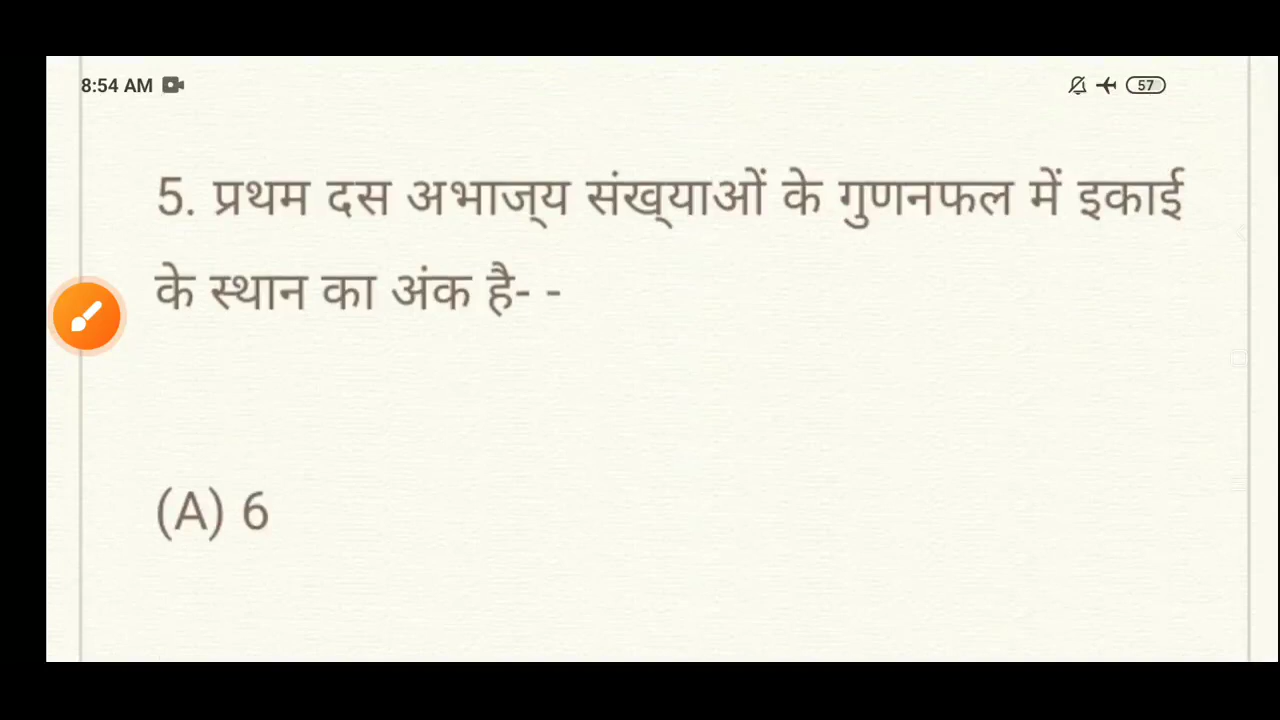 8:54 AM 57
5. प्रथम दस अभाज्‌य संख्‌याओं के गुणनफल में इकाई
के स्थान का अंक है- -
(A) 6